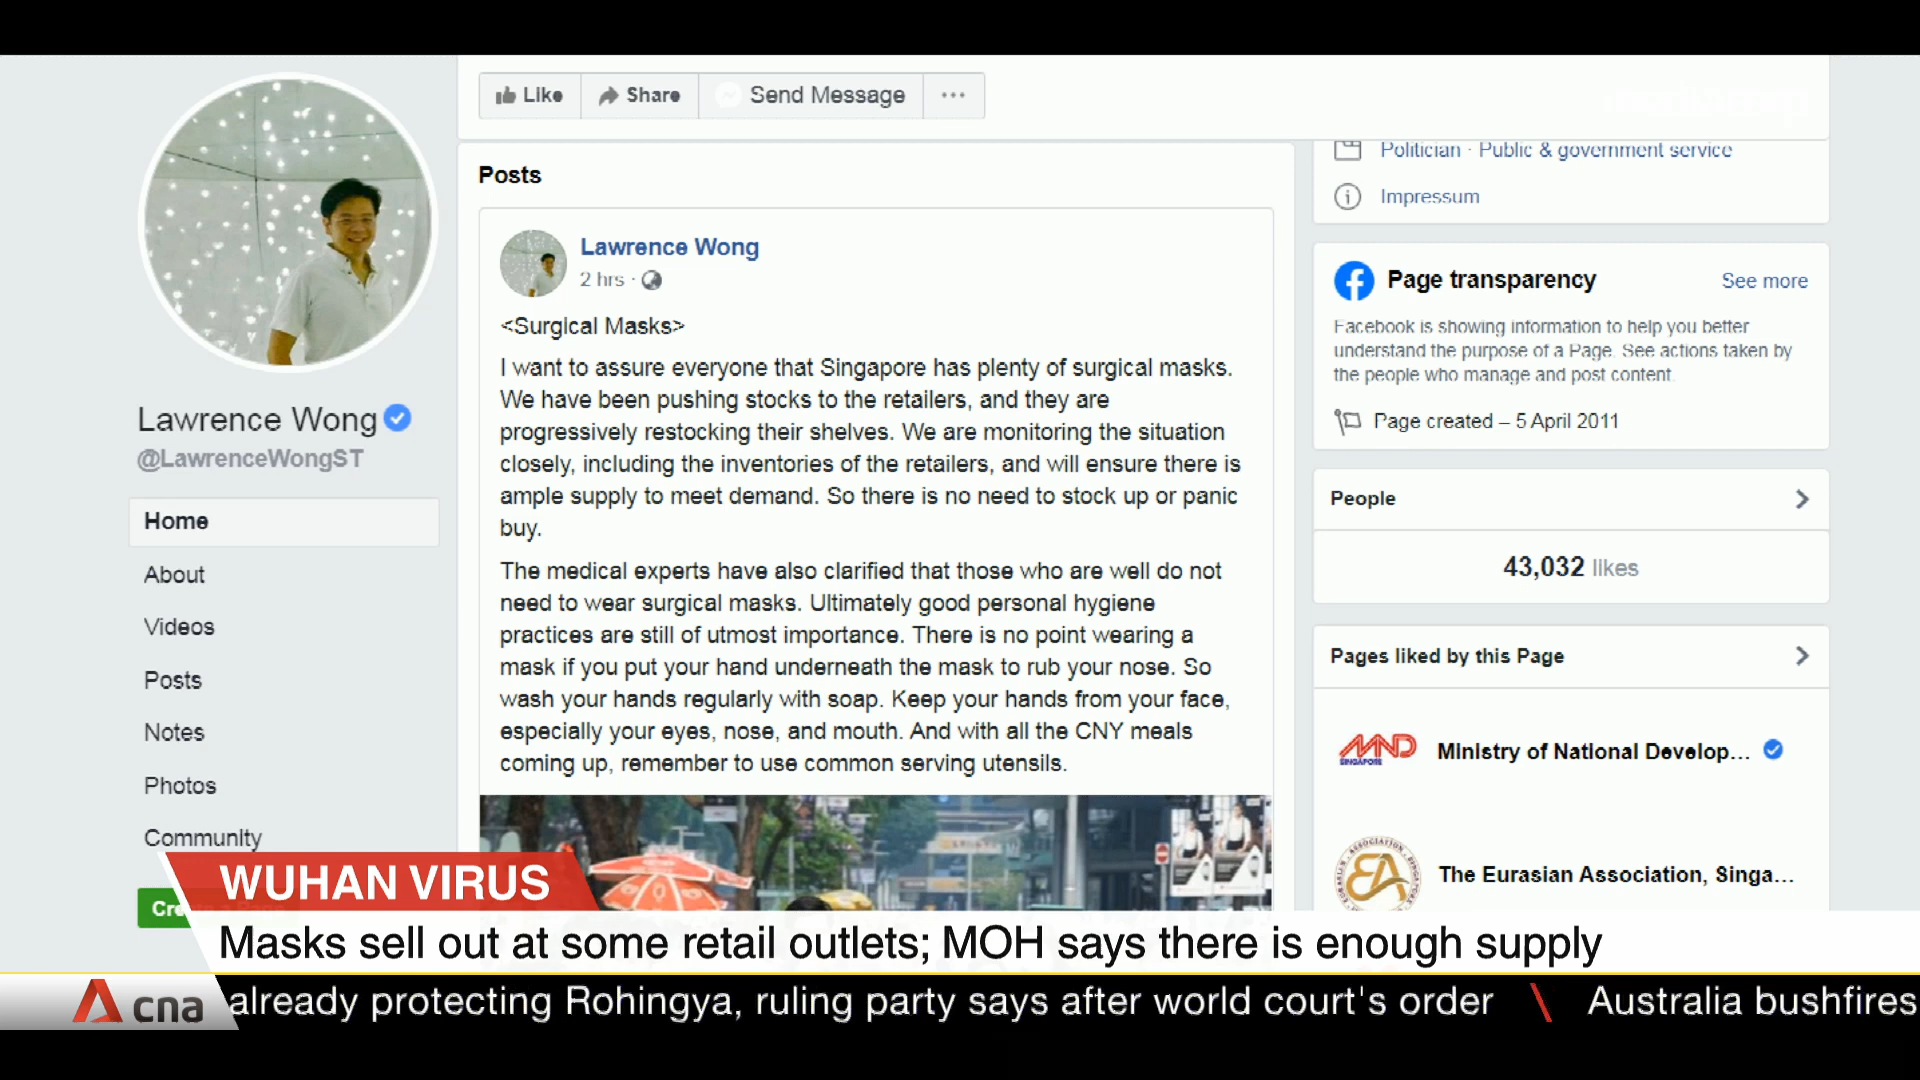 Like
Share
Send Message
Posts
Lawrence Wong
2 hrs ·
<Surgical Masks>
I want to assure everyone that Singapore has plenty of surgical masks.
We have been pushing stocks to the retailers, and they are
progressively restocking their shelves. We are monitoring the situation
closely, including the inventories of the retailers, and will ensure there is
ample supply to meet demand. So there is no need to stock up or panic
buy.
The medical experts have also clarified that those who are well do not
need to wear surgical masks. Ultimately good personal hygiene
practices are still of utmost importance. There is no point wearing a
mask if you put your hand underneath the mask to rub your nose. So
wash your hands regularly with soap. Keep your hands from your face,
especially your eyes, nose, and mouth. And with all the CNY meals
coming up, remember to use common serving utensils.
Lawrence Wong
@LawrenceWongST
Home
About
Videos
Posts
Notes
Photos
Community
Politician · Public & government service
Impressum
Page transparency
See more
Facebook is showing information to help you better
understand the purpose of a Page. See actions taken by
the people who manage and post content.
Page created – 5 April 2011
People
43,032 likes
Pages liked by this Page
MND
SINGAPORE
Ministry of National Develop...
The Eurasian Association, Singa...
WUHAN VIRUS
Masks sell out at some retail outlets; MOH says there is enough supply
cna
already protecting Rohingya, ruling party says after world court's order \ Australia bushfires